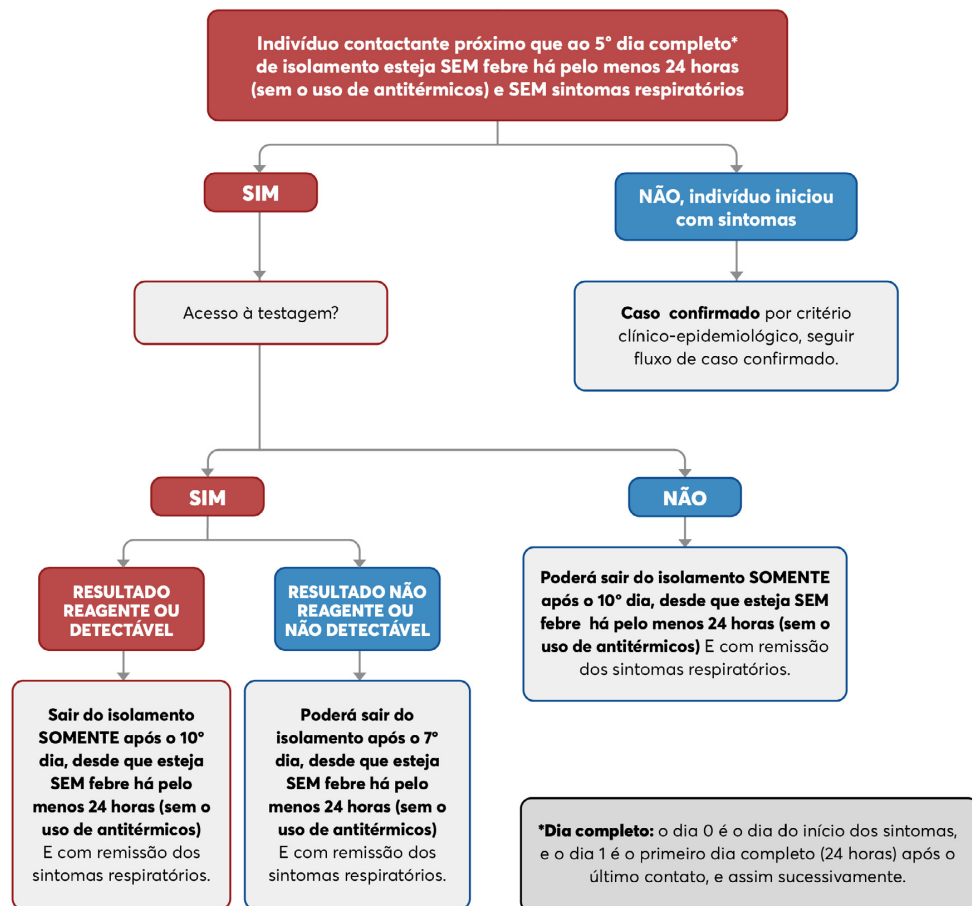 Indivíduo contactante próximo que ao 5° dia completo*
de isolamento esteja SEM febre há pelo menos 24 horas
(sem o uso de antitérmicos) e SEM sintomas respiratórios
SIM
NÃO, indivíduo iniciou
com sintomas
Acesso à testagem?
Caso confirmado por critério
clínico-epidemiológico, seguir
fluxo de caso confirmado.
SIM
NÃO
RESULTADO
REAGENTE OU
DETECTÁVEL
RESULTADO NÃO
REAGENTE OU
NÃO DETECTÁVEL
Poderá sair do isolamento SOMENTE
após o 10° dia, desde que esteja SEM
febre há pelo menos 24 horas (sem o
uso de antitérmicos) E com remissão
dos sintomas respiratórios.
Sair do isolamento
SOMENTE após o 10°
dia, desde que esteja
SEM febre há pelo
menos 24 horas (sem o
uso de antitérmicos)
E com remissão dos
sintomas respiratórios.
Poderá sair do
isolamento após o 7°
dia, desde que esteja
SEM febre há pelo
menos 24 horas (sem o
uso de antitérmicos)
E com remissão dos
sintomas respiratórios.
*Dia completo: o dia 0 é o dia do início dos sintomas,
e o dia 1 é o primeiro dia completo (24 horas) após o
último contato, e assim sucessivamente.